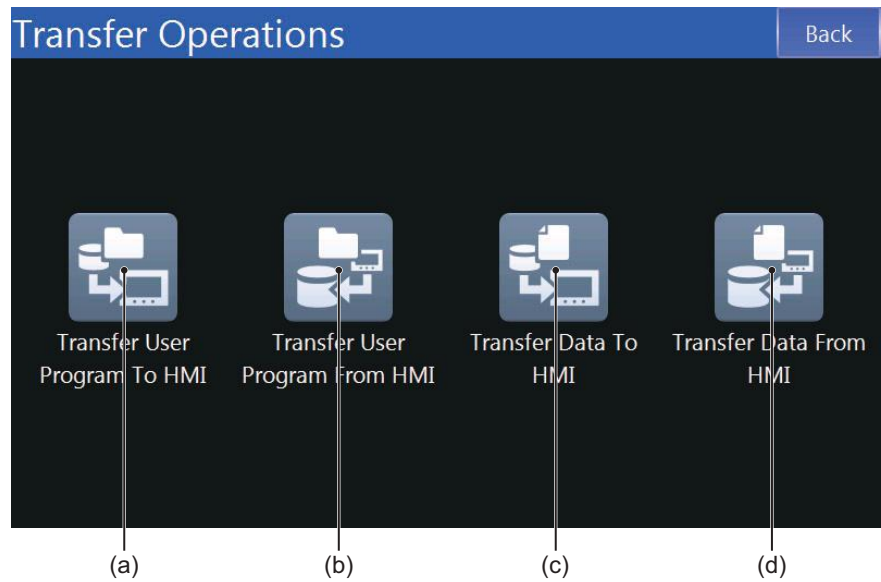 Transfer Operations
Back
Transfer User
Program To HMI
Transfer User
Program From HMI
Transfer Data To
HMI
Transfer Data From
HMI
(a)
(b)
(c)
(d)